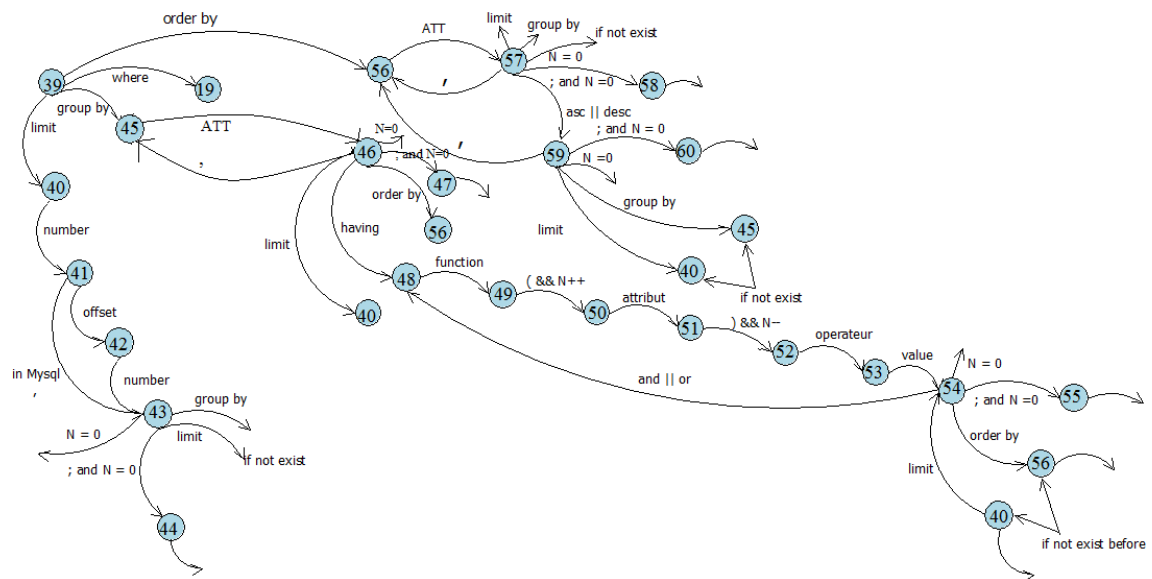 order by
ATT
limit
group by
if not exist
N = 0
; and N =0
39
where
19
56
,
57
58
group by
limit
45
ATT
,
N=0
46
; and N=0
47
order by
56
asc || desc
; and N = 0
,
59
N =0
60
group by
45
limit
40
if not exist
40
number
41
offset
42
in Mysql
,
number
43
group by
limit
if not exist
N = 0
; and N = 0
44
limit
40
having
48
function
49
( && N++
50
attribut
51
) && N--
52
operateur
53
value
54
and || or
N = 0
; and N =0
55
order by
56
limit
40
if not exist before